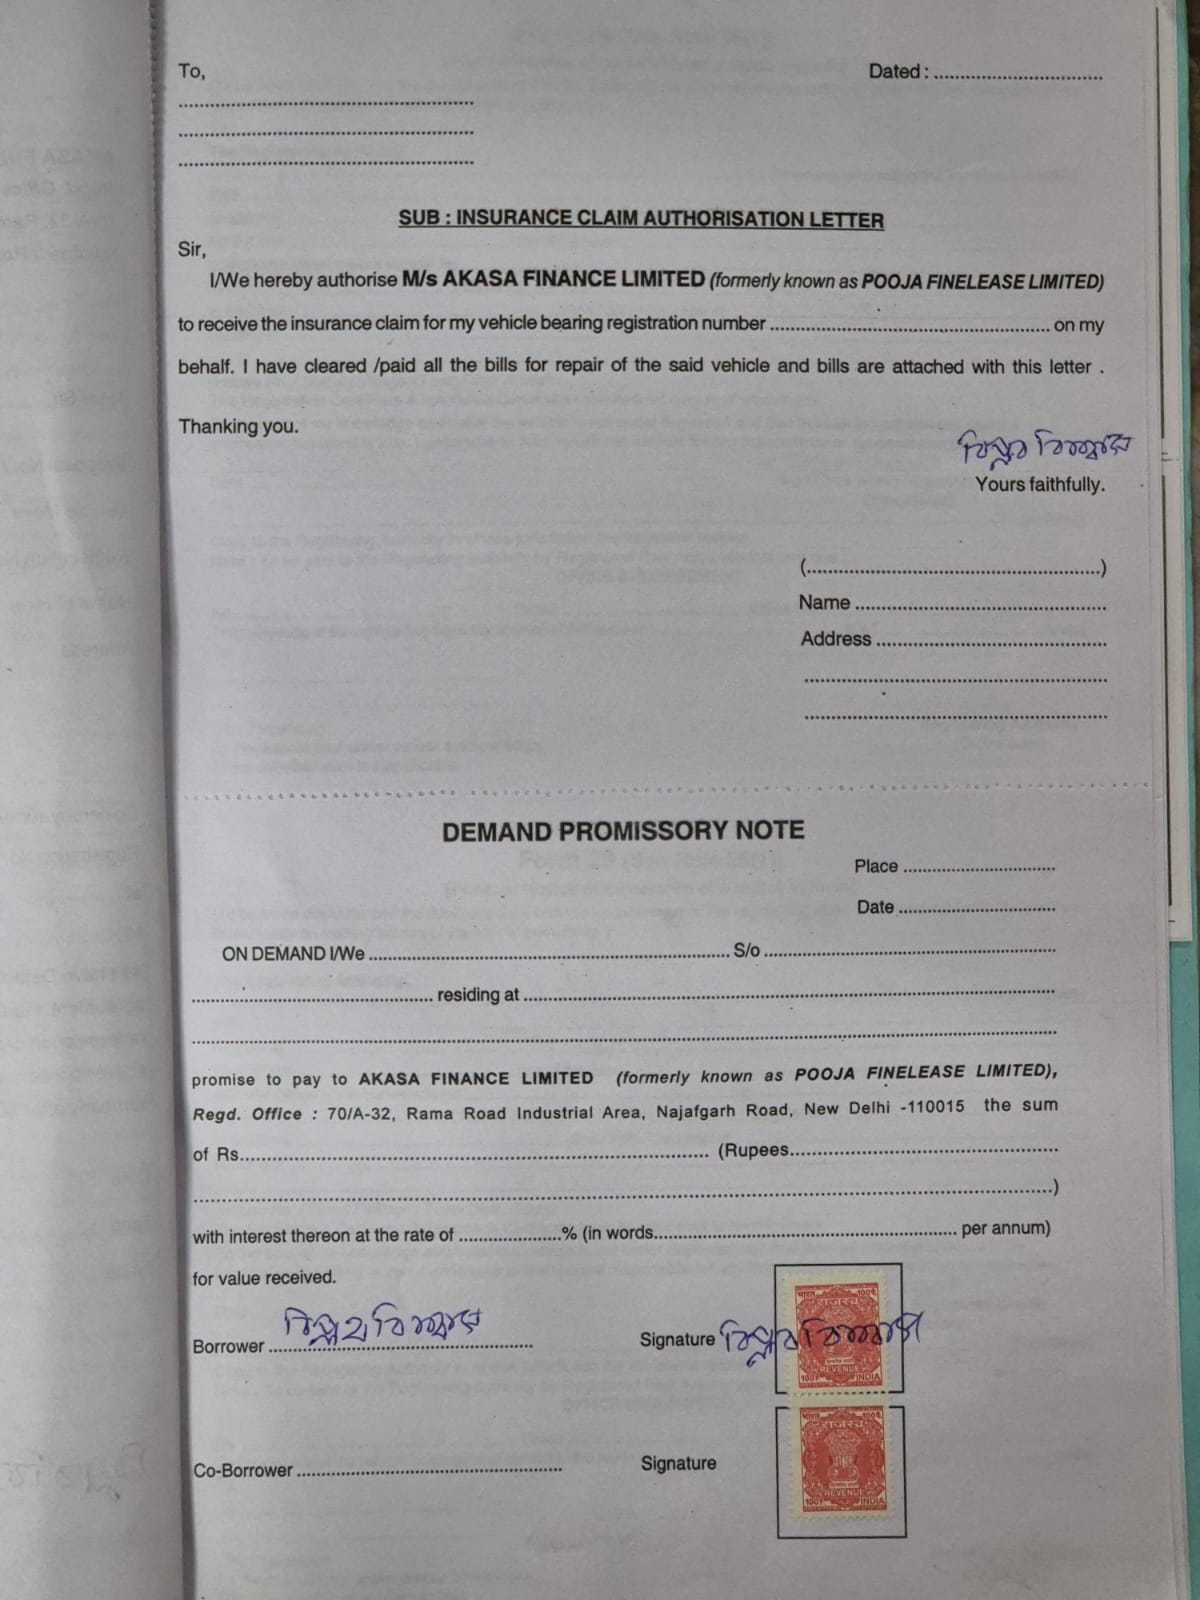 To,
Dated : ................................
........................................................
........................................................
........................................................
SUB : INSURANCE CLAIM AUTHORISATION LETTER
Sir,
I/We hereby authorise M/s AKASA FINANCE LIMITED (formerly known as POOJA FINELEASE LIMITED)
to receive the insurance claim for my vehicle bearing registration number ..................................................... on my
behalf. I have cleared /paid all the bills for repair of the said vehicle and bills are attached with this letter .
Thanking you.
বিপ্লব বিশ্বাস
Yours faithfully.
(........................................................)
Name ................................................
Address ............................................
..........................................................
..........................................................
DEMAND PROMISSORY NOTE
Place .............................
Date ..............................
ON DEMAND I/We ..................................................................... S/o ........................................................
.............................................. residing at .....................................................................................................
....................................................................................................................................................................
promise to pay to AKASA FINANCE LIMITED (formerly known as POOJA FINELEASE LIMITED),
Regd. Office : 70/A-32, Rama Road Industrial Area, Najafgarh Road, New Delhi -110015 the sum
of Rs.......................................................................................... (Rupees...................................................
....................................................................................................................................................................)
with interest thereon at the rate of ....................% (in words.......................................................... per annum)
for value received.
Borrower বিপ্লব বিশ্বাস
Signature বিপ্লব বিশ্বাস
भारत
राजस्व
REVENUE
INDIA
Co-Borrower ...................................................
Signature
भारत
राजस्व
REVENUE
INDIA